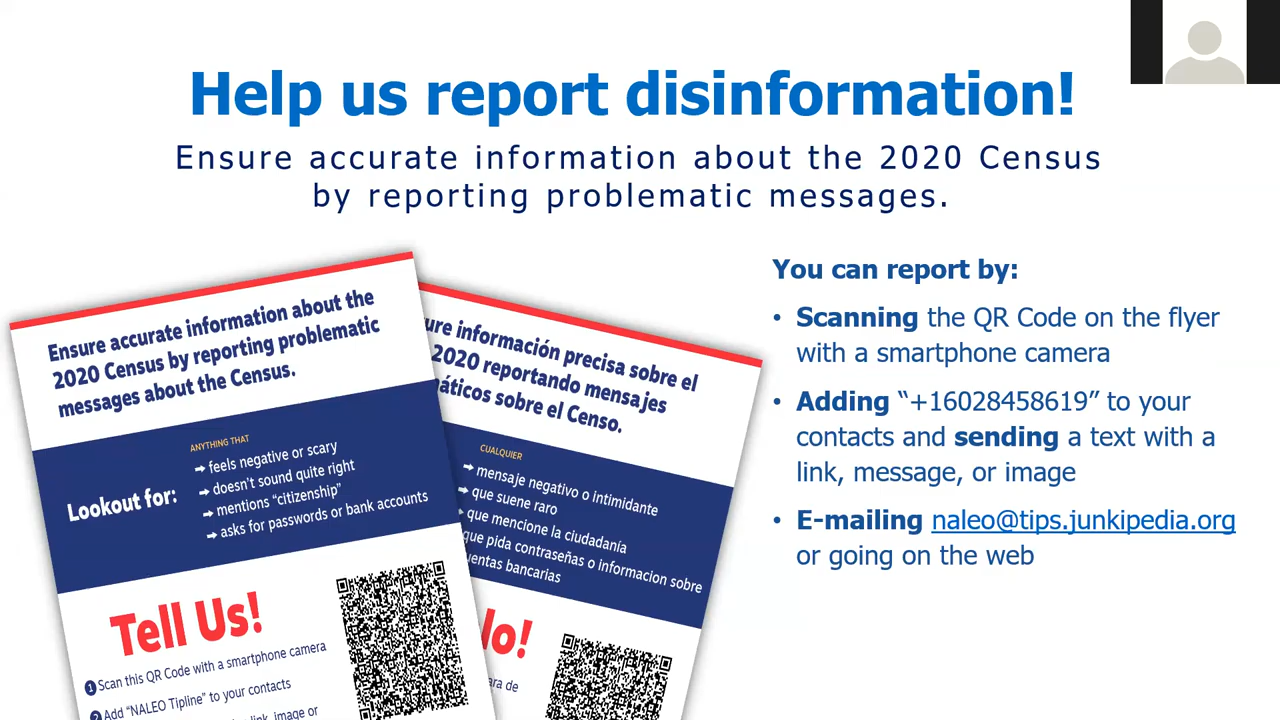 Help us report disinformation!
Ensure accurate information about the 2020 Census
by reporting problematic messages.
Ensure accurate information about the
2020 Census by reporting problematic
messages about the Census.
ANYTHING THAT
Lookout for:
➞ feels negative or scary
➞ doesn't sound quite right
➞ mentions "citizenship"
➞ asks for passwords or bank accounts
Tell Us!
1 Scan this QR Code with a smartphone camera
2 Add "NALEO Tipline" to your contacts
link, image or
información precisa sobre el
2020 reportando mensajes
sobre el Censo.
CUALQUIER
➞ mensaje negativo o intimidante
➞ que suene raro
➞ que mencione la ciudadanía
que pida contraseñas o informacion sobre
bancarias
de
You can report by:
• Scanning the QR Code on the flyer
with a smartphone camera
• Adding “+16028458619” to your
contacts and sending a text with a
link, message, or image
• E-mailing naleo@tips.junkipedia.org
or going on the web